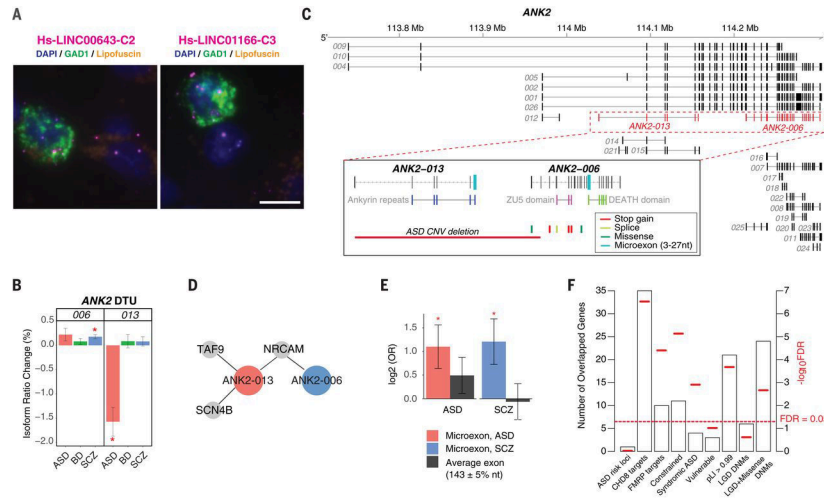 A
Hs-LINC00643-C2
DAPI / GAD1 / Lipofuscin
Hs-LINC01166-C3
DAPI / GAD1 / Lipofuscin
B
ANK2 DTU
006
013
Isoform Ratio Change (%)
0.5
0.0
−0.5
−1.0
−1.5
−2.0
*
*
ASD
BD
SCZ
ASD
BD
SCZ
C
ANK2
113.8 Mb
113.9 Mb
114 Mb
114.1 Mb
114.2 Mb
5'
009
010
004
005
002
001
026
012
ANK2-013
ANK2-006
014
021
015
016
007
017
018
022
008
019
025
020
023
011
024
ANK2−013
ANK2−006
Ankyrin repeats
ZU5 domain
DEATH domain
ASD CNV deletion
Stop gain
Splice
Missense
Microexon (3-27nt)
D
TAF9
NRCAM
ANK2-013
ANK2-006
SCN4B
E
log2 (OR)
1.5
1.0
0.5
0.0
*
*
ASD
SCZ
Microexon, ASD
Microexon, SCZ
Average exon
(143 ± 5% nt)
F
Number of Overlapped Genes
35
30
25
20
15
10
5
0
-log10FDR
7
6
5
4
3
2
1
0
FDR = 0.0
ASD risk loci
CHD8 targets
FMRP targets
Constrained
Syndromic ASD
Vulnerable
pLI > 0.99
LGD DNMs
LGD+Missense
DNMs